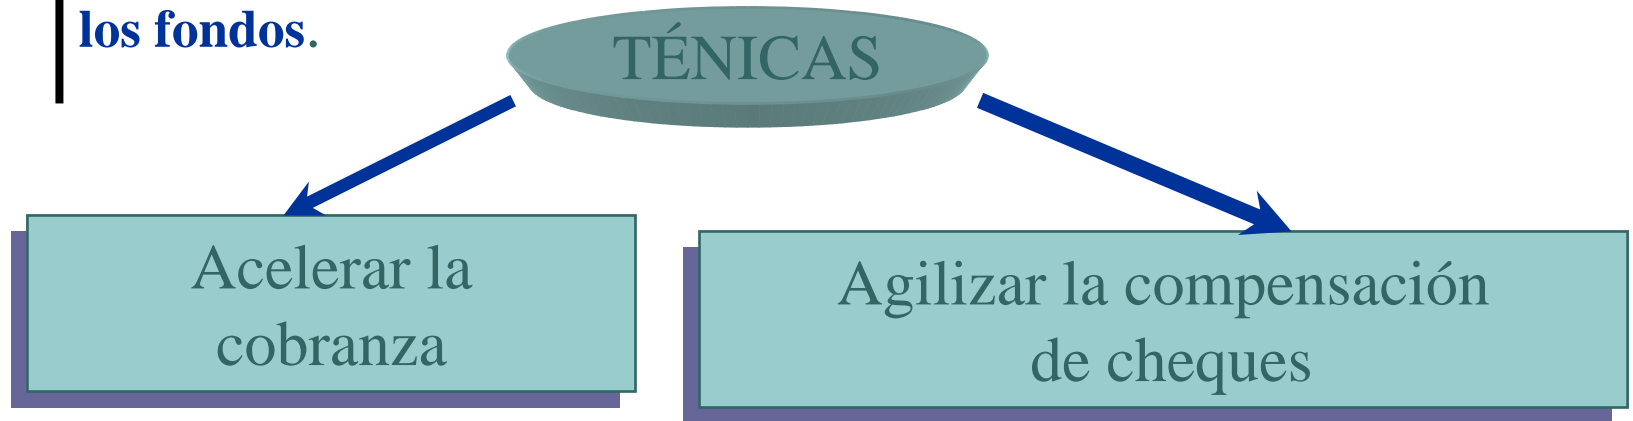 los fondos.
TÉNICAS
Acelerar la
cobranza
Agilizar la compensación
de cheques